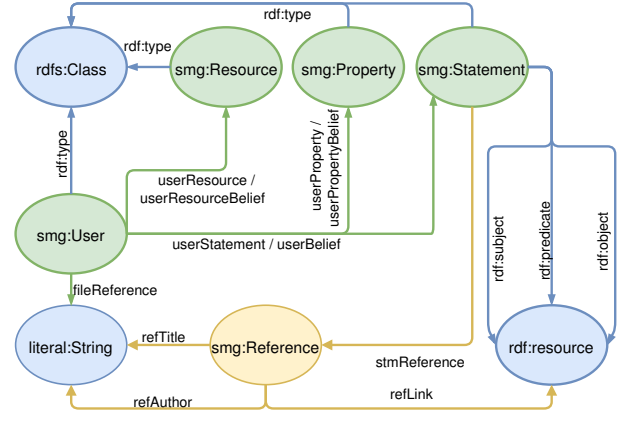 rdf:type
rdf:type
rdfs:Class
smg:Resource
smg:Property
smg:Statement
rdf:type
userProperty /
userPropertyBelief
userResource /
userResourceBelief
smg:User
userStatement / userBelief
rdf:subject
rdf:predicate
rdf:object
fileReference
literal:String
refTitle
smg:Reference
stmReference
rdf:resource
refAuthor
refLink